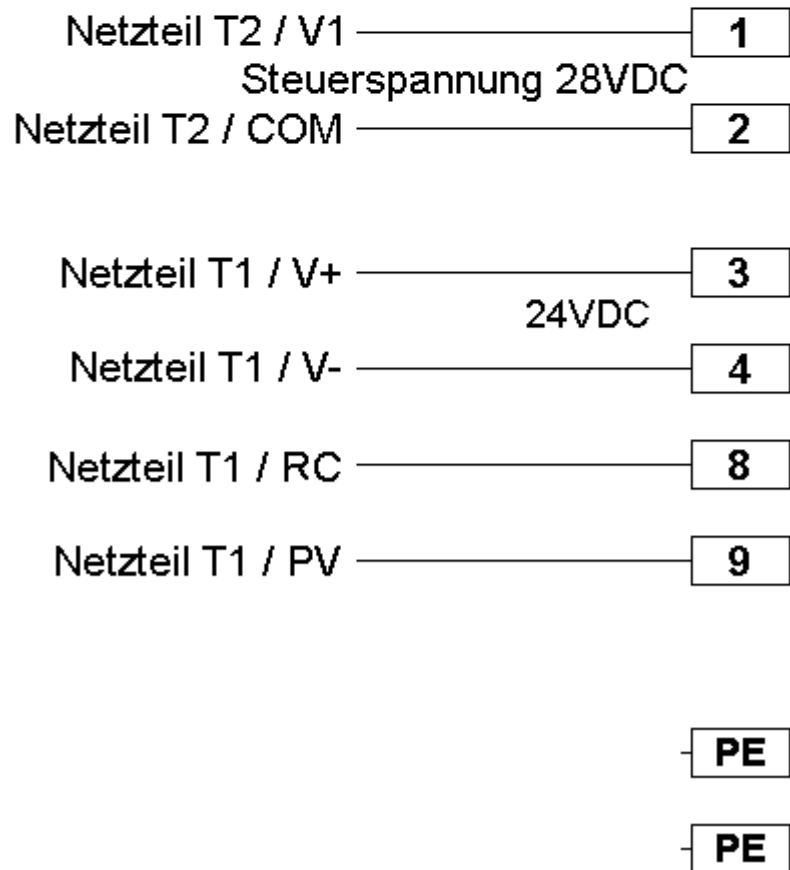 Netzteil T2 / V1 1
Steuerspannung 28VDC
Netzteil T2 / COM 2
Netzteil T1 / V+ 3
24VDC
Netzteil T1 / V- 4
Netzteil T1 / RC 8
Netzteil T1 / PV 9
PE
PE